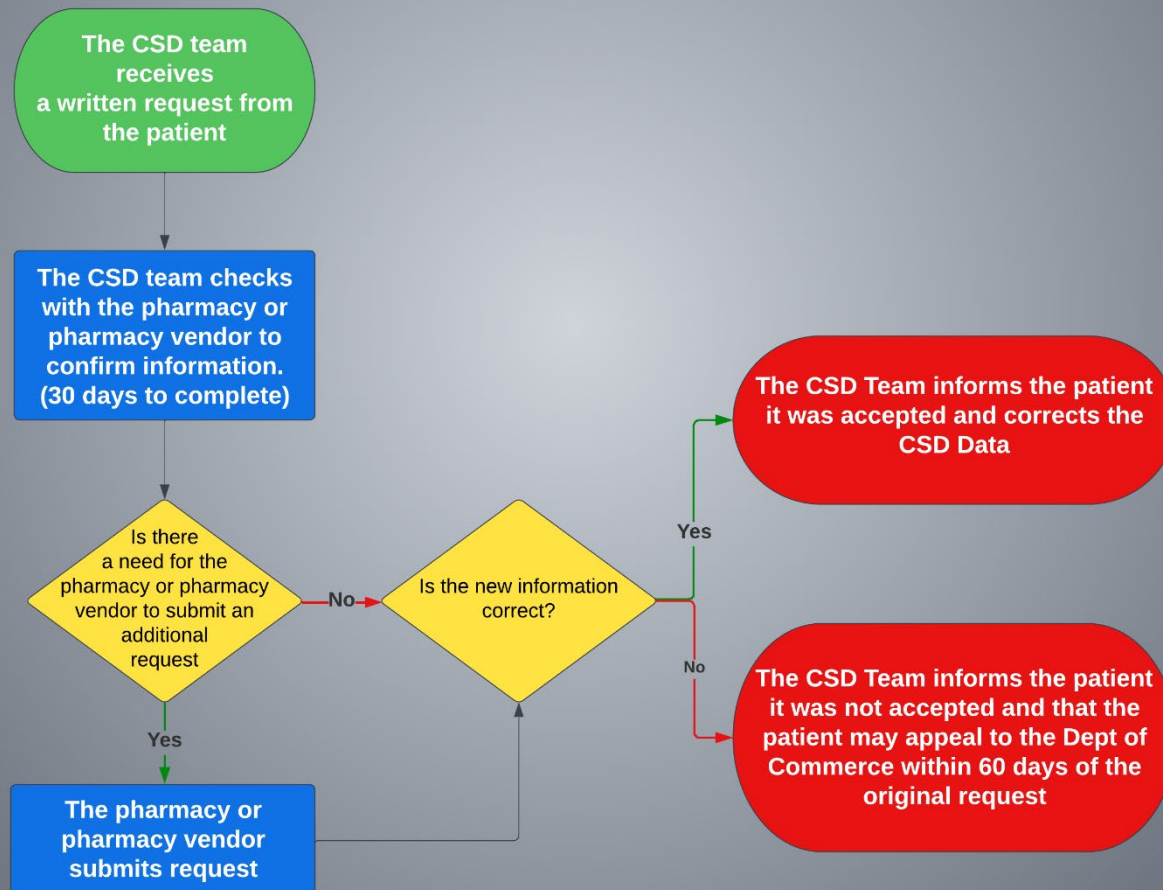 The CSD team
receives
a written request from
the patient
The CSD team checks
with the pharmacy or
pharmacy vendor to
confirm information.
(30 days to complete)
Is there
a need for the
pharmacy or pharmacy
vendor to submit an
additional
request
No
Is the new information
correct?
Yes
The CSD Team informs the patient
it was accepted and corrects the
CSD Data
No
The CSD Team informs the patient
it was not accepted and that the
patient may appeal to the Dept of
Commerce within 60 days of the
original request
Yes
The pharmacy or
pharmacy vendor
submits request